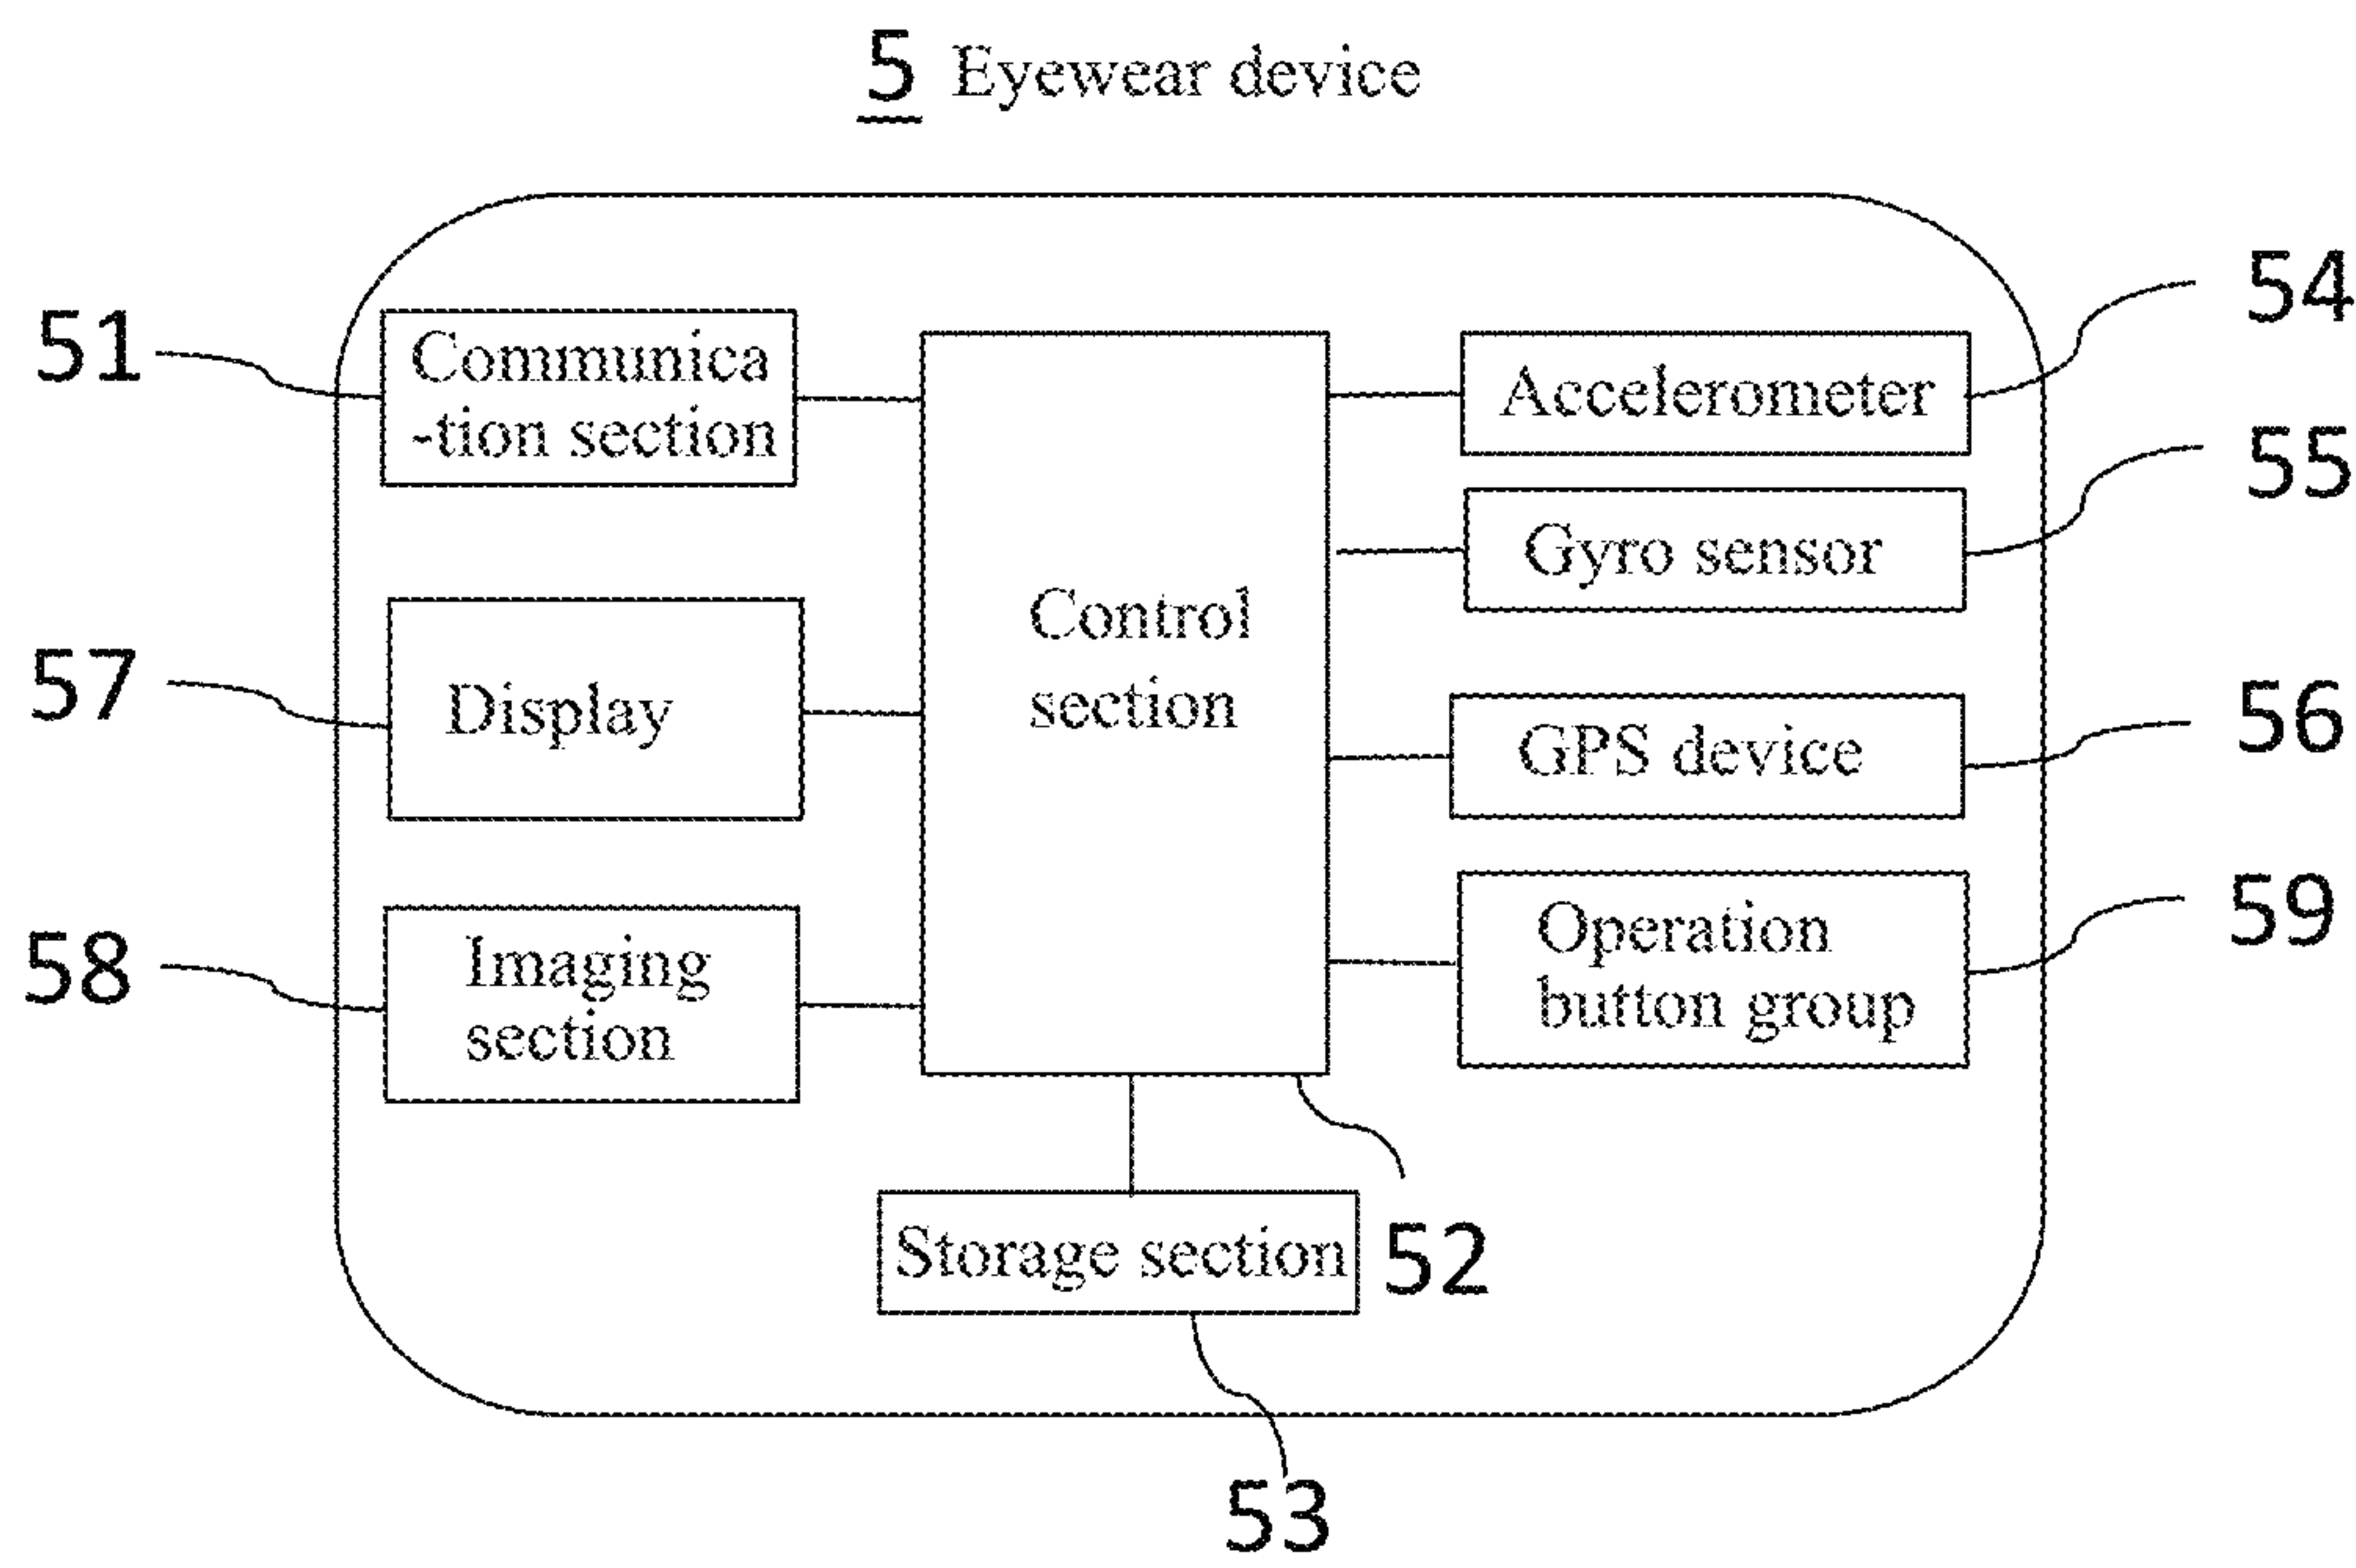 5 Eyewear device
51
Communica
-tion section
57
Display
58
Imaging
section
Control
section
Accelerometer
54
Gyro sensor
55
GPS device
56
Operation
button group
59
Storage section
52
53